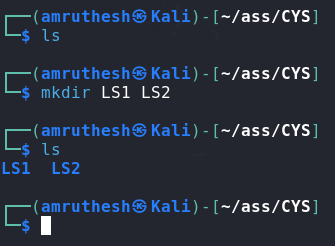 ┌──(amruthesh㉿Kali)-[~/ass/CYS]
└─$ ls

┌──(amruthesh㉿Kali)-[~/ass/CYS]
└─$ mkdir LS1 LS2

┌──(amruthesh㉿Kali)-[~/ass/CYS]
└─$ ls
LS1  LS2

┌──(amruthesh㉿Kali)-[~/ass/CYS]
└─$